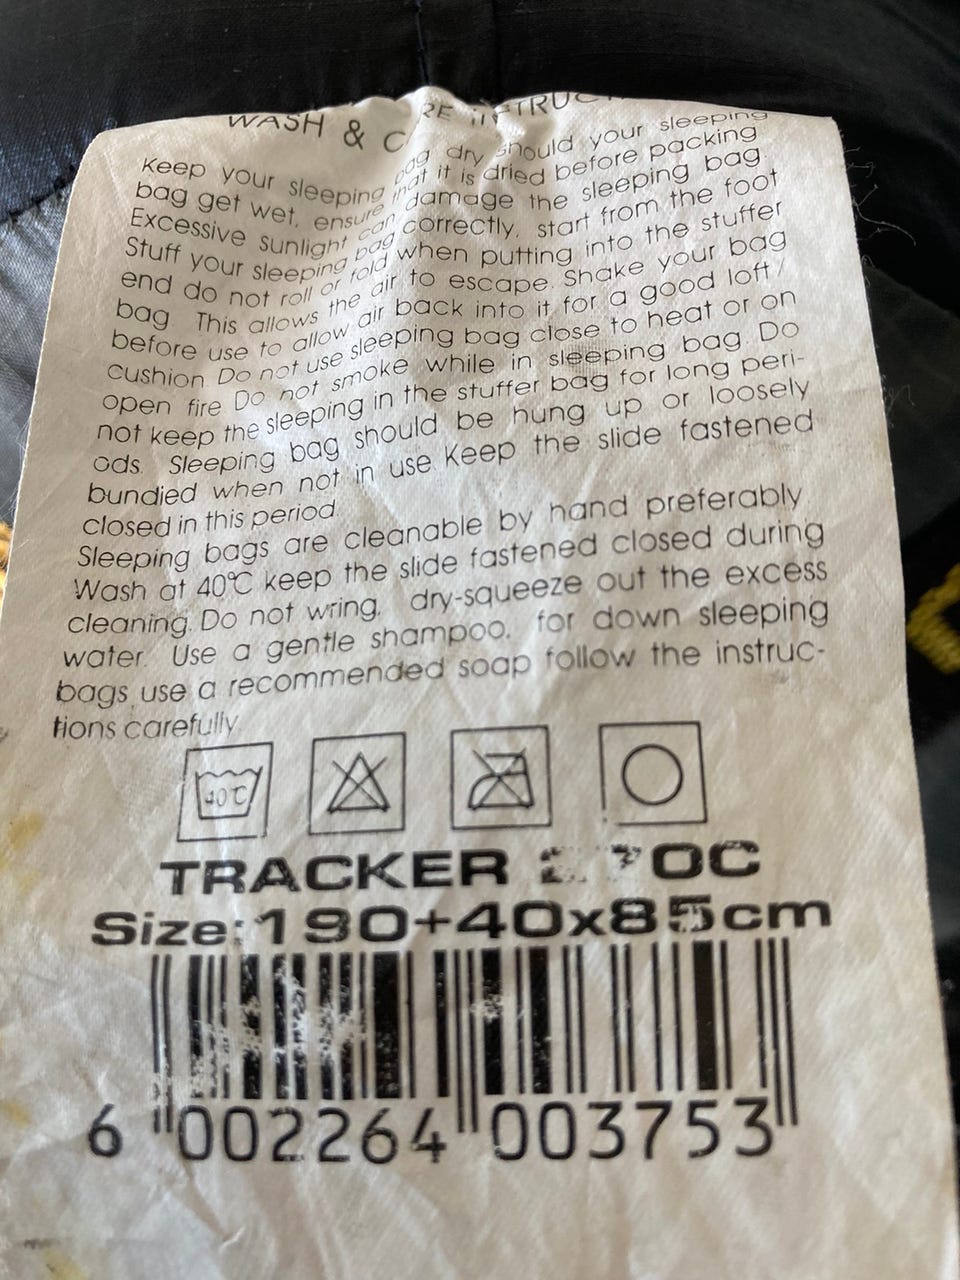 WASH & CARE INSTRUCT
Keep your sleeping bag dry should your sleeping
bag get wet, ensure that it is dried before packing
Excessive sunlight can damage the sleeping bag
Stuff your sleeping bag correctly, start from the foot
end do not roll or fold when putting into the stuffer
bag. This allows the air to escape. Shake your bag
before use to allow air back into it for a good loft/
cushion Do not use sleeping bag close to heat or on
open fire Do not smoke while in sleeping bag. Do
not keep the sleeping in the stuffer bag for long peri-
ods. Sleeping bag should be hung up or loosely
bundied when not in use Keep the slide fastened
closed in this period.
Sleeping bags are cleanable by hand preferably
Wash at 40°C keep the slide fastened closed during
cleaning. Do not wring, dry-squeeze out the excess
water. Use a gentle shampoo, for down sleeping
bags use a recommended soap follow the instruc-
tions carefully.
40℃
TRACKER OC
Size:190+40x85cm
6 002264 003753